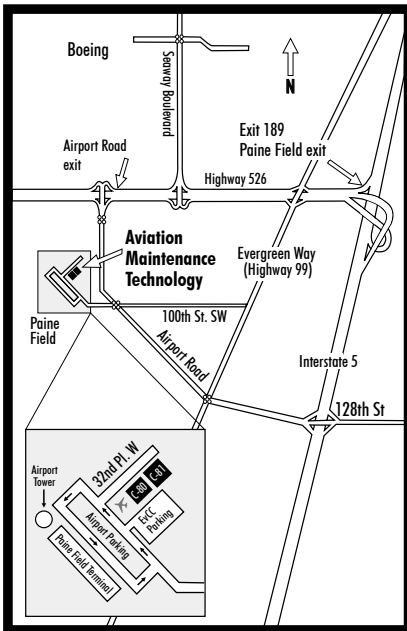 Boeing
Seaway Boulevard
N
Exit 189
Paine Field exit
Airport Road
exit
Highway 526
Aviation
Maintenance
Technology
Evergreen Way
(Highway 99)
Paine
Field
100th St. SW
Airport Road
Interstate 5
128th St
32nd Pl. W
Airport
Tower
C-80
C-81
EvCC
Parking
Airport Parking
Paine Field Terminal